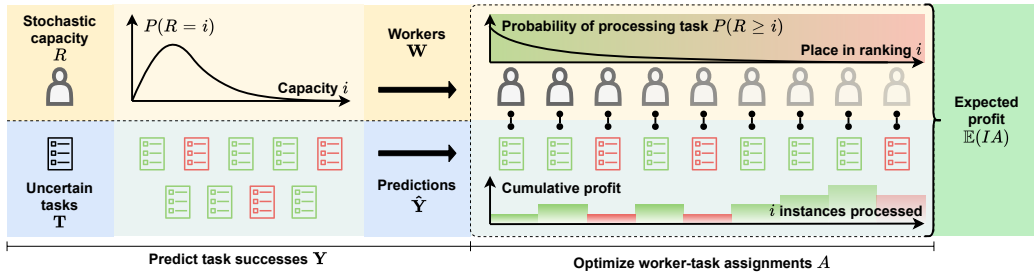 Stochastic
capacity
R
P(R = i)
Capacity i
Workers
W
Probability of processing task P(R ≥ i)
Place in ranking i
Uncertain
tasks
T
Predictions
Ŷ
Cumulative profit
i instances processed
Expected
profit
𝔼(IA)
Predict task successes Y
Optimize worker-task assignments A